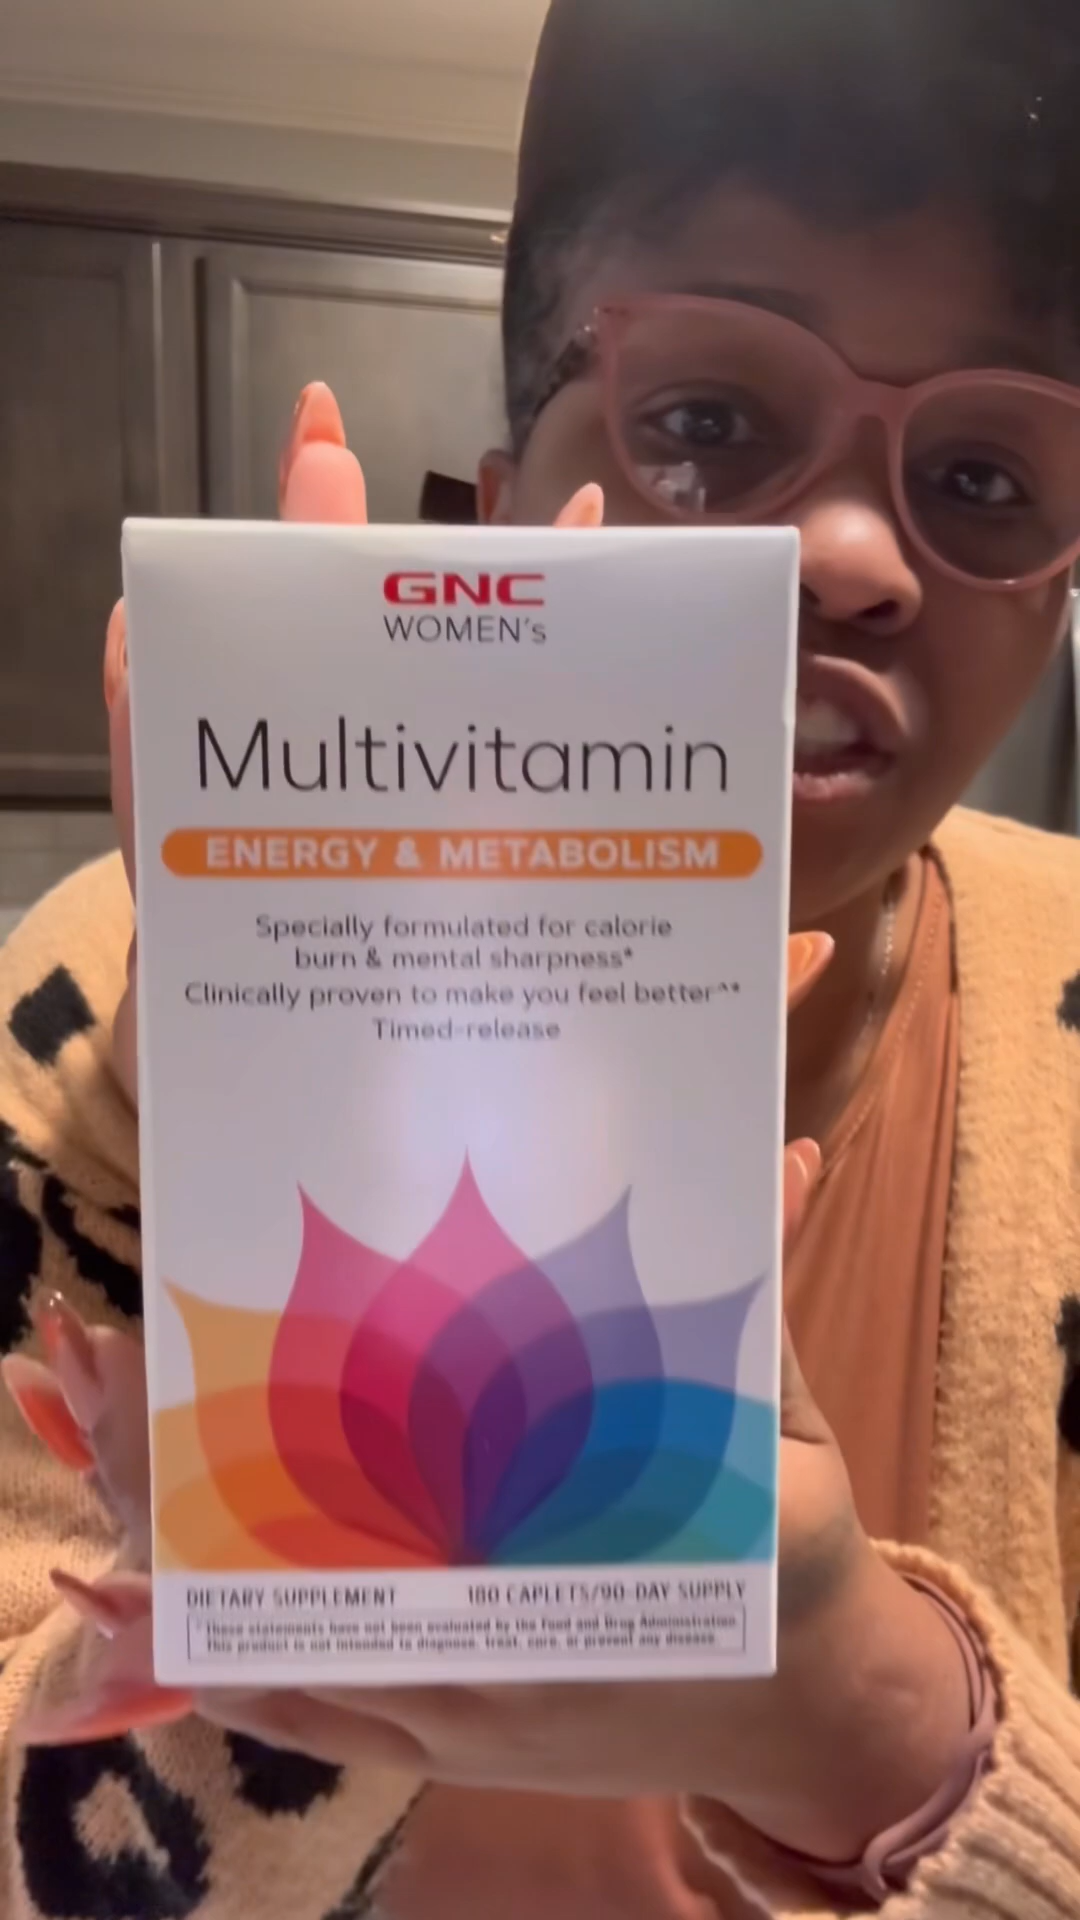 GNC
WOMEN's
Multivitamin
ENERGY & METABOLISM
Specially formulated for calorie
burn & mental sharpness*
Clinically proven to make you feel better^*
Timed-release
DIETARY SUPPLEMENT 180 CAPLETS/90-DAY SUPPLY
*These statements have not been evaluated by the Food and Drug Administration.
This product is not intended to diagnose, treat, cure, or prevent any disease.